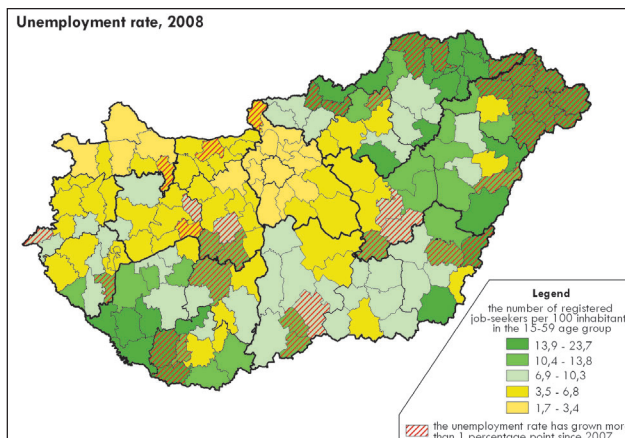 Unemployment rate, 2008
Legend
the number of registered
job-seekers per 100 inhabitant
in the 15-59 age group
13,9 - 23,7
10,4 - 13,8
6,9 - 10,3
3,5 - 6,8
1,7 - 3,4
the unemployment rate has grown mor
than 1 percentage point since 2007